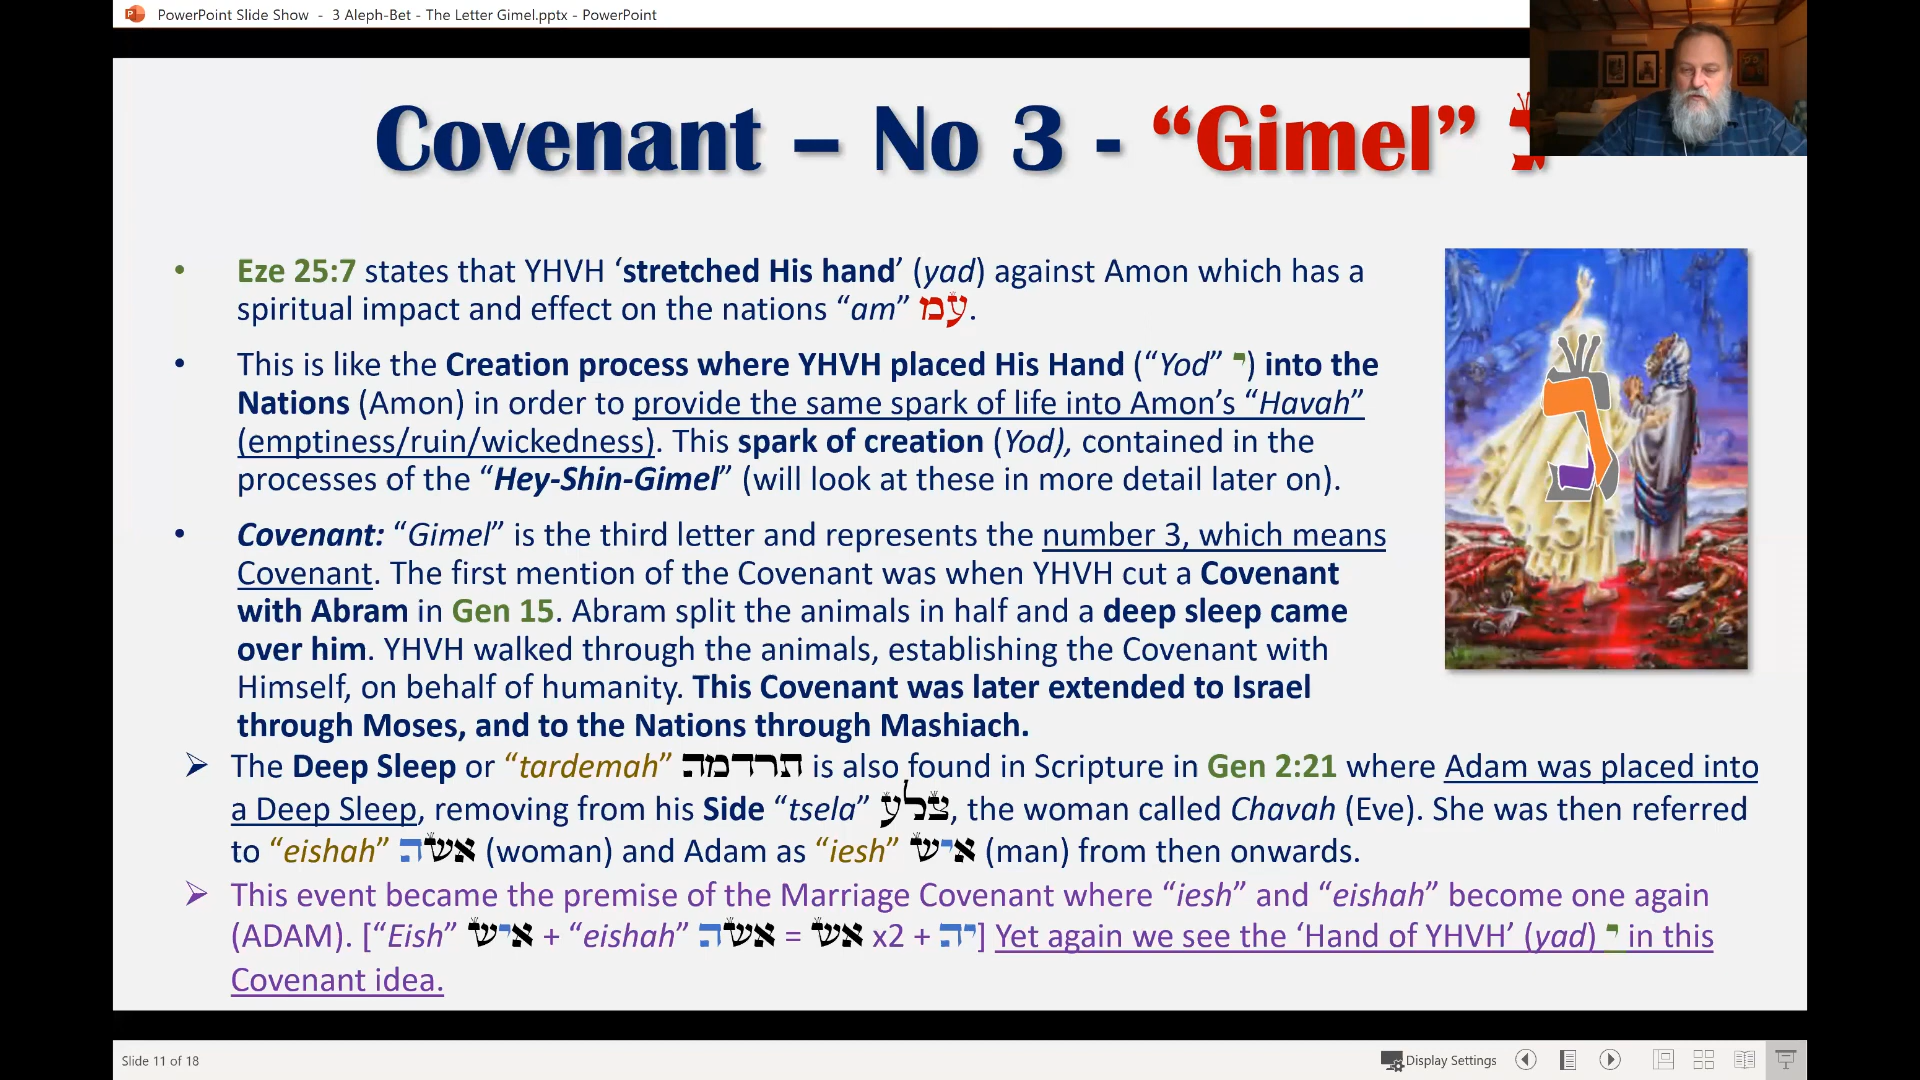 PowerPoint Slide Show - 3 Aleph-Bet - The Letter Gimel.pptx - PowerPoint
Covenant – No 3 - “Gimel” ג
• Eze 25:7 states that YHVH ‘stretched His hand’ (yad) against Amon which has a
spiritual impact and effect on the nations “am” עמ.
• This is like the Creation process where YHVH placed His Hand (“Yod” י) into the
Nations (Amon) in order to provide the same spark of life into Amon’s “Havah”
(emptiness/ruin/wickedness). This spark of creation (Yod), contained in the
processes of the “Hey-Shin-Gimel” (will look at these in more detail later on).
• Covenant: “Gimel” is the third letter and represents the number 3, which means
Covenant. The first mention of the Covenant was when YHVH cut a Covenant
with Abram in Gen 15. Abram split the animals in half and a deep sleep came
over him. YHVH walked through the animals, establishing the Covenant with
Himself, on behalf of humanity. This Covenant was later extended to Israel
through Moses, and to the Nations through Mashiach.
➢ The Deep Sleep or “tardemah” תרדמה is also found in Scripture in Gen 2:21 where Adam was placed into
a Deep Sleep, removing from his Side “tsela” צלע, the woman called Chavah (Eve). She was then referred
to “eishah” אשה (woman) and Adam as “iesh” איש (man) from then onwards.
➢ This event became the premise of the Marriage Covenant where “iesh” and “eishah” become one again
(ADAM). [“Eish” איש + “eishah” אשה = אש x2 + יה] Yet again we see the ‘Hand of YHVH’ (yad) י in this
Covenant idea.
ג
Slide 11 of 18
Display Settings